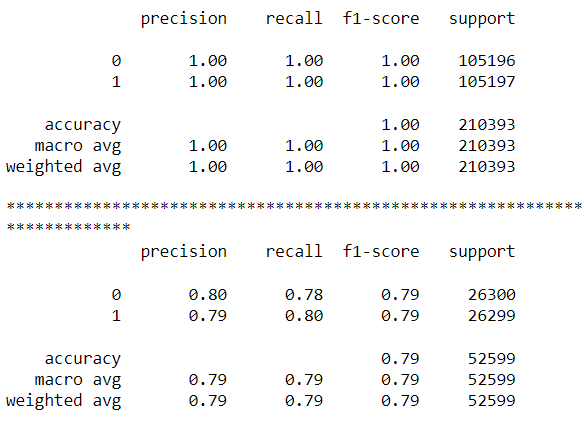 precision recall f1-score support
0 1.00 1.00 1.00 105196
1 1.00 1.00 1.00 105197
accuracy 1.00 210393
macro avg 1.00 1.00 1.00 210393
weighted avg 1.00 1.00 1.00 210393
************************************************************
*************
precision recall f1-score support
0 0.80 0.78 0.79 26300
1 0.79 0.80 0.79 26299
accuracy 0.79 52599
macro avg 0.79 0.79 0.79 52599
weighted avg 0.79 0.79 0.79 52599